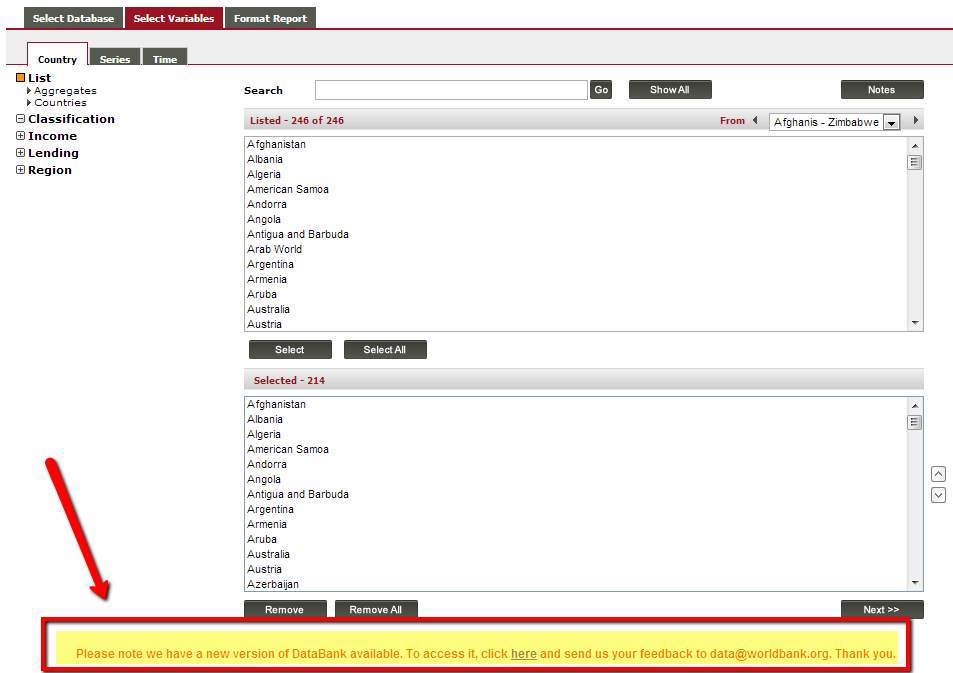 Select Database Select Variables Format Report
Country Series Time
List
Aggregates
Countries
Classification
Income
Lending
Region
Search Go Show All Notes
Listed - 246 of 246 From Afghanis - Zimbabwe
Afghanistan
Albania
Algeria
American Samoa
Andorra
Angola
Antigua and Barbuda
Arab World
Argentina
Armenia
Aruba
Australia
Austria
Select Select All
Selected - 214
Afghanistan
Albania
Algeria
American Samoa
Andorra
Angola
Antigua and Barbuda
Argentina
Armenia
Aruba
Australia
Austria
Azerbaijan
Remove Remove All Next >>
Please note we have a new version of DataBank available. To access it, click here and send us your feedback to data@worldbank.org. Thank you.